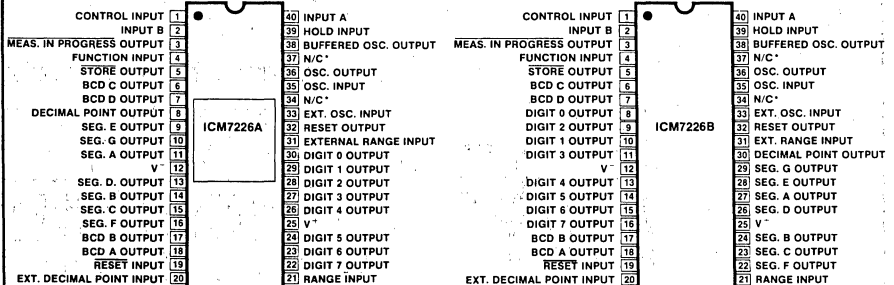 CONTROL INPUT 1 40 INPUT A
INPUT B 2 39 HOLD INPUT
MEAS. IN PROGRESS OUTPUT 3 38 BUFFERED OSC. OUTPUT
FUNCTION INPUT 4 37 N/C*
STORE OUTPUT 5 36 OSC. OUTPUT
BCD C OUTPUT 6 35 OSC. INPUT
BCD D OUTPUT 7 34 N/C*
DECIMAL POINT OUTPUT 8 33 EXT. OSC. INPUT
SEG. E OUTPUT 9 ICM7226A 32 RESET OUTPUT
SEG. G OUTPUT 10 31 EXTERNAL RANGE INPUT
SEG. A OUTPUT 11 30 DIGIT 0 OUTPUT
V- 12 29 DIGIT 1 OUTPUT
SEG. D. OUTPUT 13 28 DIGIT 2 OUTPUT
SEG. B OUTPUT 14 27 DIGIT 3 OUTPUT
SEG. C OUTPUT 15 26 DIGIT 4 OUTPUT
SEG. F OUTPUT 16 25 V+
BCD B OUTPUT 17 24 DIGIT 5 OUTPUT
BCD A OUTPUT 18 23 DIGIT 6 OUTPUT
RESET INPUT 19 22 DIGIT 7 OUTPUT
EXT. DECIMAL POINT INPUT 20 21 RANGE INPUT
CONTROL INPUT 1 40 INPUT A
INPUT B 2 39 HOLD INPUT
MEAS. IN PROGRESS OUTPUT 3 38 BUFFERED OSC. OUTPUT
FUNCTION INPUT 4 37 N/C*
STORE OUTPUT 5 36 OSC. OUTPUT
BCD C OUTPUT 6 35 OSC. INPUT
BCD D OUTPUT 7 34 N/C*
DIGIT 0 OUTPUT 8 33 EXT. OSC. INPUT
DIGIT 2 OUTPUT 9 ICM7226B 32 RESET OUTPUT
DIGIT 1 OUTPUT 10 31 EXT. RANGE INPUT
DIGIT 3 OUTPUT 11 30 DECIMAL POINT OUTPUT
V- 12 29 SEG. G OUTPUT
DIGIT 4 OUTPUT 13 28 SEG. E OUTPUT
DIGIT 5 OUTPUT 14 27 SEG. A OUTPUT
DIGIT 6 OUTPUT 15 26 SEG. D OUTPUT
DIGIT 7 OUTPUT 16 25 V+
BCD B OUTPUT 17 24 SEG. B OUTPUT
BCD A OUTPUT 18 23 SEG. C OUTPUT
RESET INPUT 19 22 SEG. F OUTPUT
EXT. DECIMAL POINT INPUT 20 21 RANGE INPUT